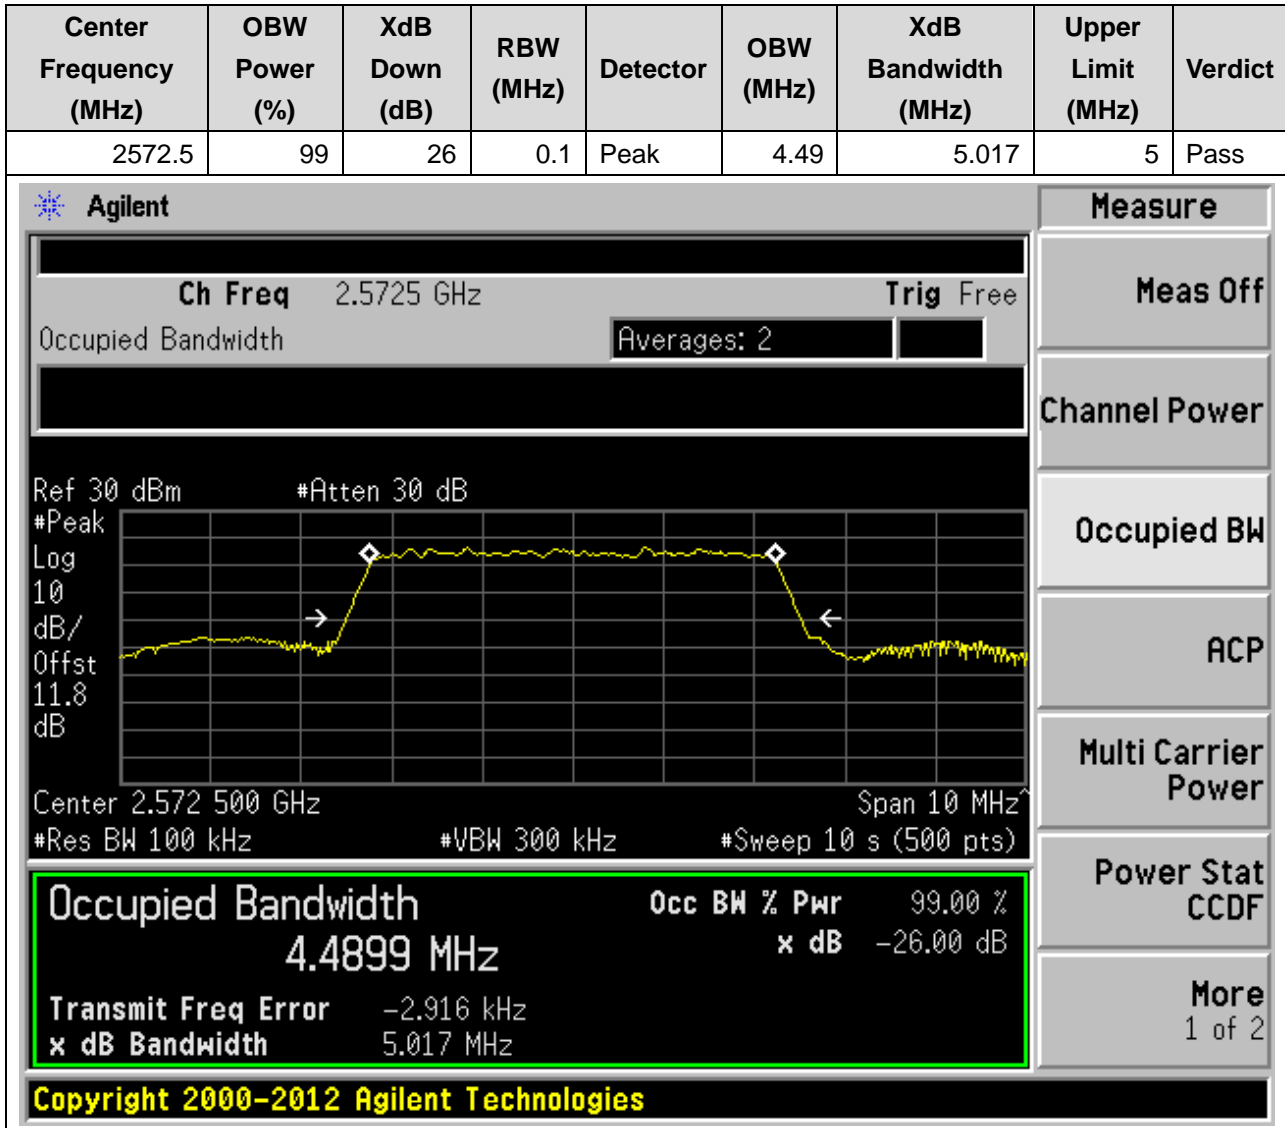 Center Frequency (MHz) OBW Power (%) XdB Down (dB) RBW (MHz) Detector OBW (MHz) XdB Bandwidth (MHz) Upper Limit (MHz) Verdict
2572.5 99 26 0.1 Peak 4.49 5.017 5 Pass
Agilent Measure
Ch Freq 2.5725 GHz Trig Free
Meas Off
Occupied Bandwidth Averages: 2
Channel Power
Ref 30 dBm #Atten 30 dB
#Peak
Log
10
dB/
Offst
11.8
dB
Occupied BW
ACP
Multi Carrier
Power
Center 2.572 500 GHz Span 10 MHz^
#Res BW 100 kHz #VBW 300 kHz #Sweep 10 s (500 pts)
Power Stat
CCDF
Occupied Bandwidth Occ BW % Pwr 99.00 %
4.4899 MHz x dB -26.00 dB
Transmit Freq Error -2.916 kHz
x dB Bandwidth 5.017 MHz
More
1 of 2
Copyright 2000-2012 Agilent Technologies